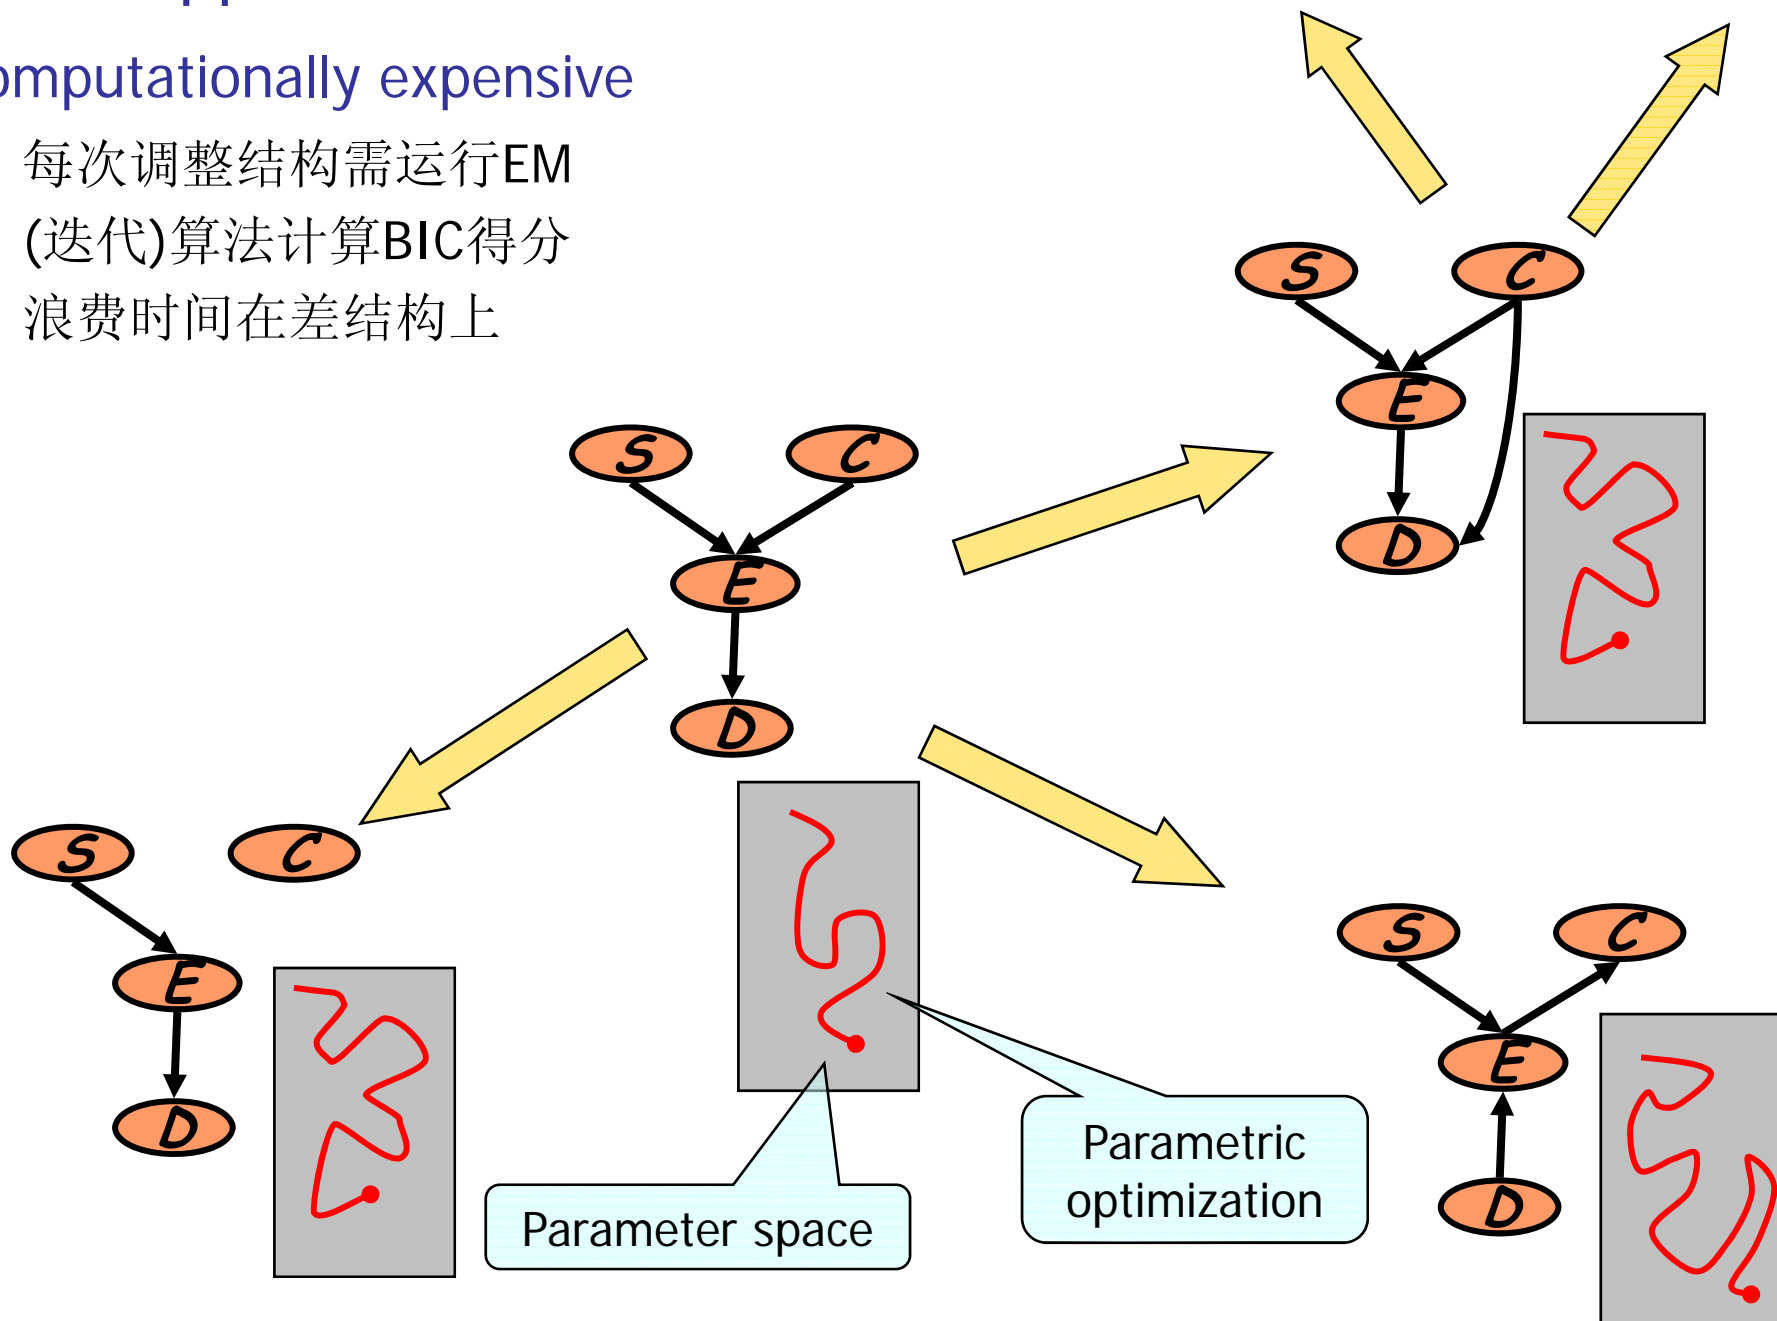 omputationally expensive
每次调整结构需运行EM
(迭代)算法计算BIC得分
浪费时间在差结构上
S C
E
D
S C
E
D
S C
E
D
S C
E
D
Parameter space
Parametric
optimization